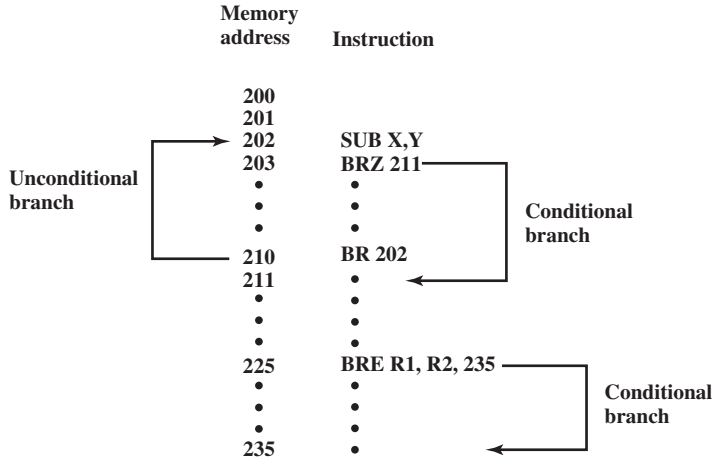 Memory address Instruction
200
201
202 SUB X,Y
203 BRZ 211
Unconditional branch
Conditional branch
210 BR 202
211
225 BRE R1, R2, 235
Conditional branch
235